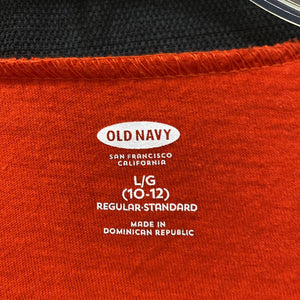 OLD NAVY
SAN FRANCISCO
CALIFORNIA
L/G
(10-12)
REGULAR-STANDARD
MADE IN
DOMINICAN REPUBLIC